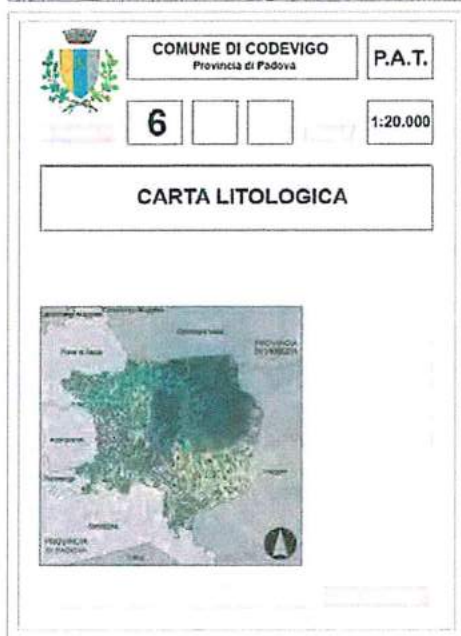 COMUNE DI CODEVIGO
Provincia di Padova
P.A.T.
6
1:20.000
CARTA LITOLOGICA
PROVINCIA
DI VENEZIA
PROVINCIA
DI PADOVA